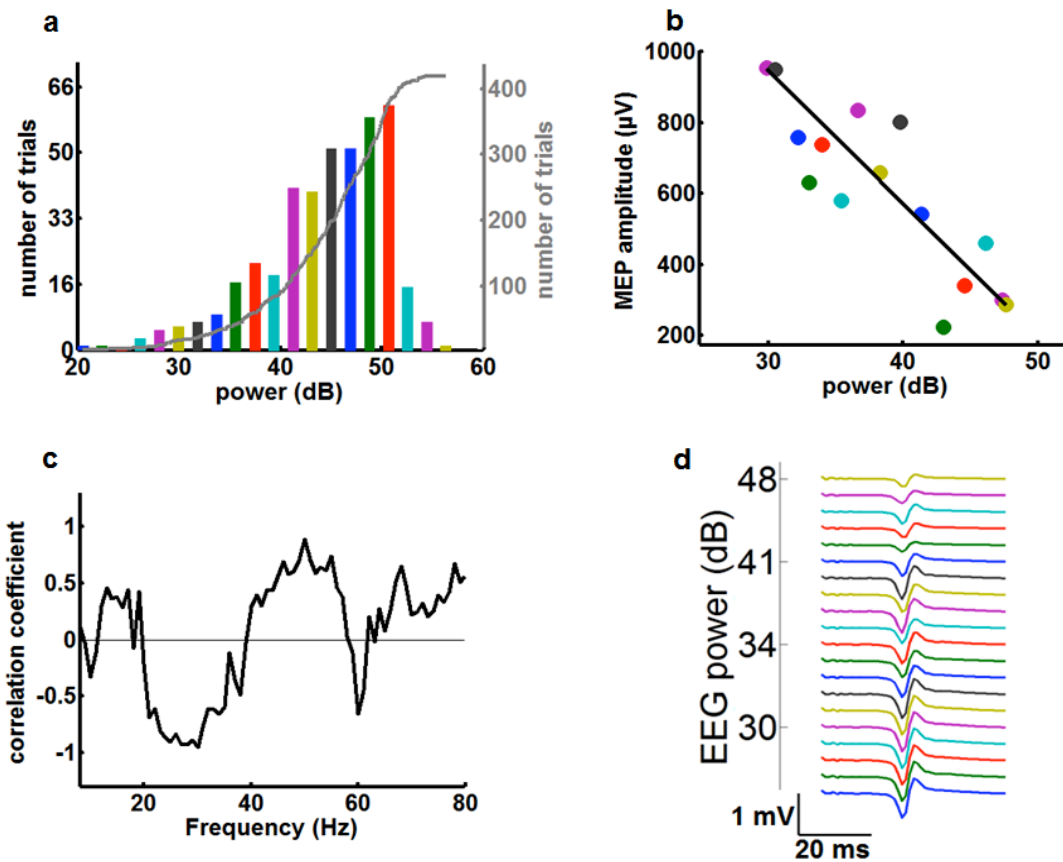 a
66
50
33
16
0
number of trials
400
300
200
100
number of trials
20
30
40
50
60
power (dB)
b
1000
800
600
400
200
MEP amplitude (µV)
30
40
50
power (dB)
c
1
0.5
0
-0.5
-1
correlation coefficient
20
40
60
80
Frequency (Hz)
d
48
41
34
30
EEG power (dB)
1 mV
20 ms